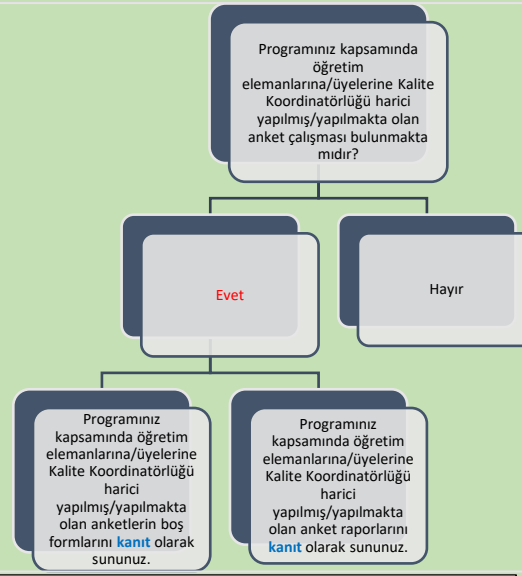 Programınız kapsamında
öğretim
elemanlarına/üyelerine Kalite
Koordinatörlüğü harici
yapılmış/yapılmakta olan
anket çalışması bulunmakta
mıdır?
Evet
Hayır
Programınız
kapsamında öğretim
elemanlarına/üyelerine
Kalite Koordinatörlüğü
harici
yapılmış/yapılmakta
olan anketlerin boş
formlarını kanıt olarak
sununuz.
Programınız
kapsamında öğretim
elemanlarına/üyelerine
Kalite Koordinatörlüğü
harici
yapılmış/yapılmakta
olan anket raporlarını
kanıt olarak sununuz.